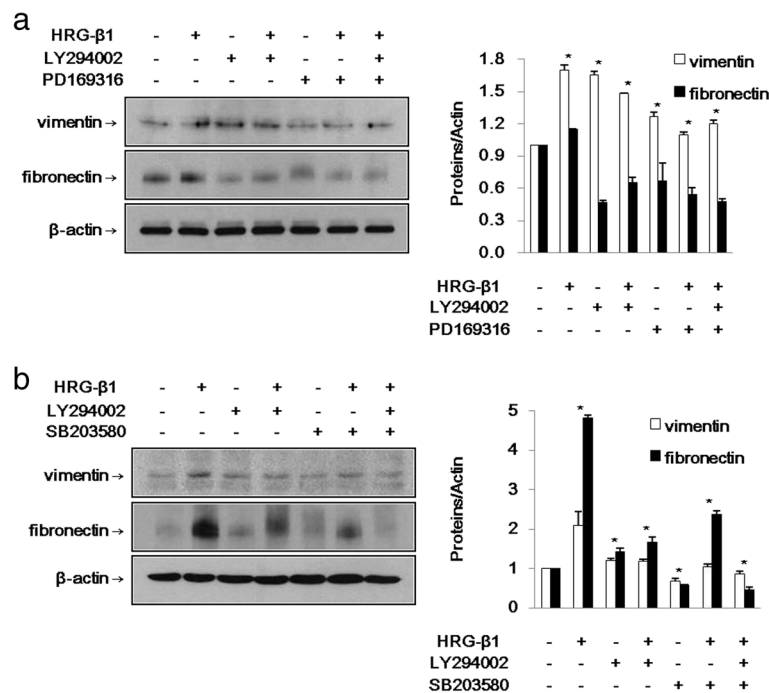 a
HRG-β1 - + - + - + +
LY294002 - - + + - - +
PD169316 - - - - + + +
vimentin→
fibronectin→
β-actin→
1.8
1.5
1.2
0.9
0.6
0.3
0.0
Proteins/Actin
vimentin
fibronectin
* * * * * *
HRG-β1 - + - + - + +
LY294002 - - + + - - +
PD169316 - - - - + + +
b
HRG-β1 - + - + - + +
LY294002 - - + + - - +
SB203580 - - - - + + +
vimentin→
fibronectin→
β-actin→
5
4
3
2
1
0
Proteins/Actin
vimentin
fibronectin
* * * * * *
HRG-β1 - + - + - + +
LY294002 - - + + - - +
SB203580 - - - - + + +